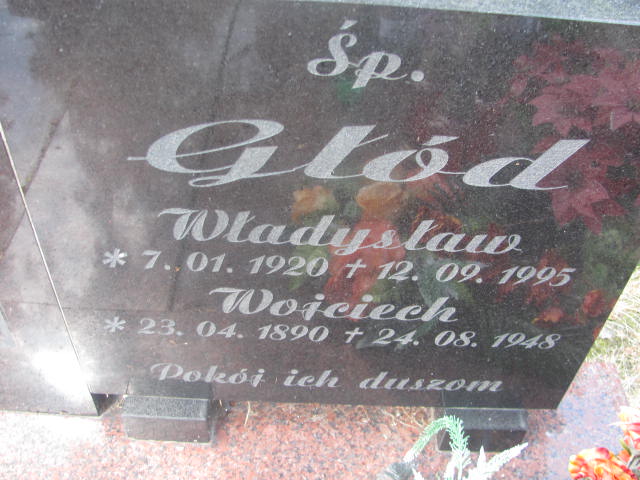 Śp.
Głód
Władysław
* 7. 01. 1920 + 12. 09. 1995
Wojciech
* 23. 04. 1890 + 24. 08. 1948
Pokój ich duszom